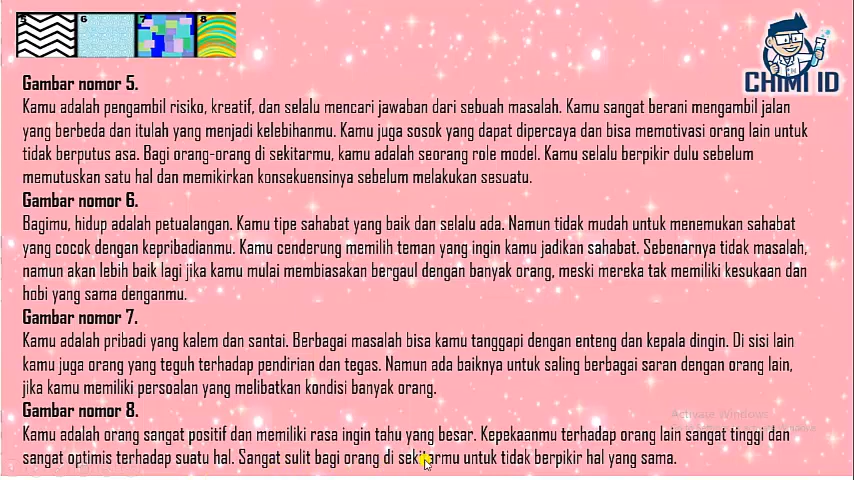 5 6 7 8
CHIMI ID
Gambar nomor 5.
Kamu adalah pengambil risiko, kreatif, dan selalu mencari jawaban dari sebuah masalah. Kamu sangat berani mengambil jalan
yang berbeda dan itulah yang menjadi kelebihanmu. Kamu juga sosok yang dapat dipercaya dan bisa memotivasi orang lain untuk
tidak berputus asa. Bagi orang-orang di sekitarmu, kamu adalah seorang role model. Kamu selalu berpikir dulu sebelum
memutuskan satu hal dan memikirkan konsekuensinya sebelum melakukan sesuatu.
Gambar nomor 6.
Bagimu, hidup adalah petualangan. Kamu tipe sahabat yang baik dan selalu ada. Namun tidak mudah untuk menemukan sahabat
yang cocok dengan kepribadianmu. Kamu cenderung memilih teman yang ingin kamu jadikan sahabat. Sebenarnya tidak masalah,
namun akan lebih baik lagi jika kamu mulai membiasakan bergaul dengan banyak orang, meski mereka tak memiliki kesukaan dan
hobi yang sama denganmu.
Gambar nomor 7.
Kamu adalah pribadi yang kalem dan santai. Berbagai masalah bisa kamu tanggapi dengan enteng dan kepala dingin. Di sisi lain
kamu juga orang yang teguh terhadap pendirian dan tegas. Namun ada baiknya untuk saling berbagai saran dengan orang lain,
jika kamu memiliki persoalan yang melibatkan kondisi banyak orang.
Gambar nomor 8.
Activate Windows
Kamu adalah orang sangat positif dan memiliki rasa ingin tahu yang besar. Kepekaanmu terhadap orang lain sangat tinggi dan
sangat optimis terhadap suatu hal. Sangat sulit bagi orang di sekitarmu untuk tidak berpikir hal yang sama.